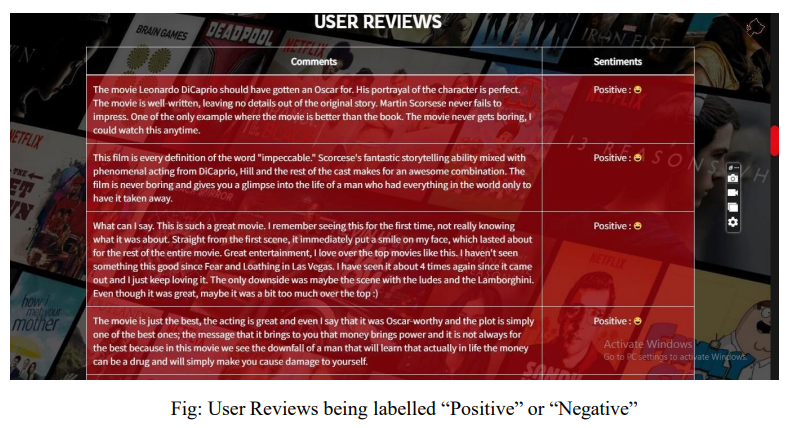 USER REVIEWS
BRAIN GAMES
DEADPOOL
NETFLIX
IRON FIST
Comments
Sentiments
The movie Leonardo DiCaprio should have gotten an Oscar for. His portrayal of the character is perfect.
The movie is well-written, leaving no details out of the original story. Martin Scorsese never fails to
impress. One of the only example where the movie is better than the book. The movie never gets boring, I
could watch this anytime.
Positive : 😃
NETFLIX
NETFLIX
13 REASONS WH
This film is every definition of the word "impeccable." Scorcese's fantastic storytelling ability mixed with
phenomenal acting from DiCaprio, Hill and the rest of the cast makes for an awesome combination. The
film is never boring and gives you a glimpse into the life of a man who had everything in the world only to
have it taken away.
Positive : 😃
What can I say. This is such a great movie. I remember seeing this for the first time, not really knowing
what it was about. Straight from the first scene, it immediately put a smile on my face, which lasted about
for the rest of the entire movie. Great entertainment, I love over the top movies like this. I haven't seen
something this good since Fear and Loathing in Las Vegas. I have seen it about 4 times again since it came
out and I just keep loving it. The only downside was maybe the scene with the ludes and the Lamborghini.
Even though it was great, maybe it was a bit too much over the top :)
Positive : 😃
NETFLIX
how i met your
mother
The movie is just the best, the acting is great and even I say that it was Oscar-worthy and the plot is simply
one of the best ones; the message that it brings to you that money brings power and it is not always for
the best because in this movie we see the downfall of a man that will learn that actually in life the money
can be a drug and will simply make you cause damage to yourself.
Positive : 😃
Activate Windows
Go to PC settings to activate Windows.
SANDY
Fig: User Reviews being labelled “Positive” or “Negative”